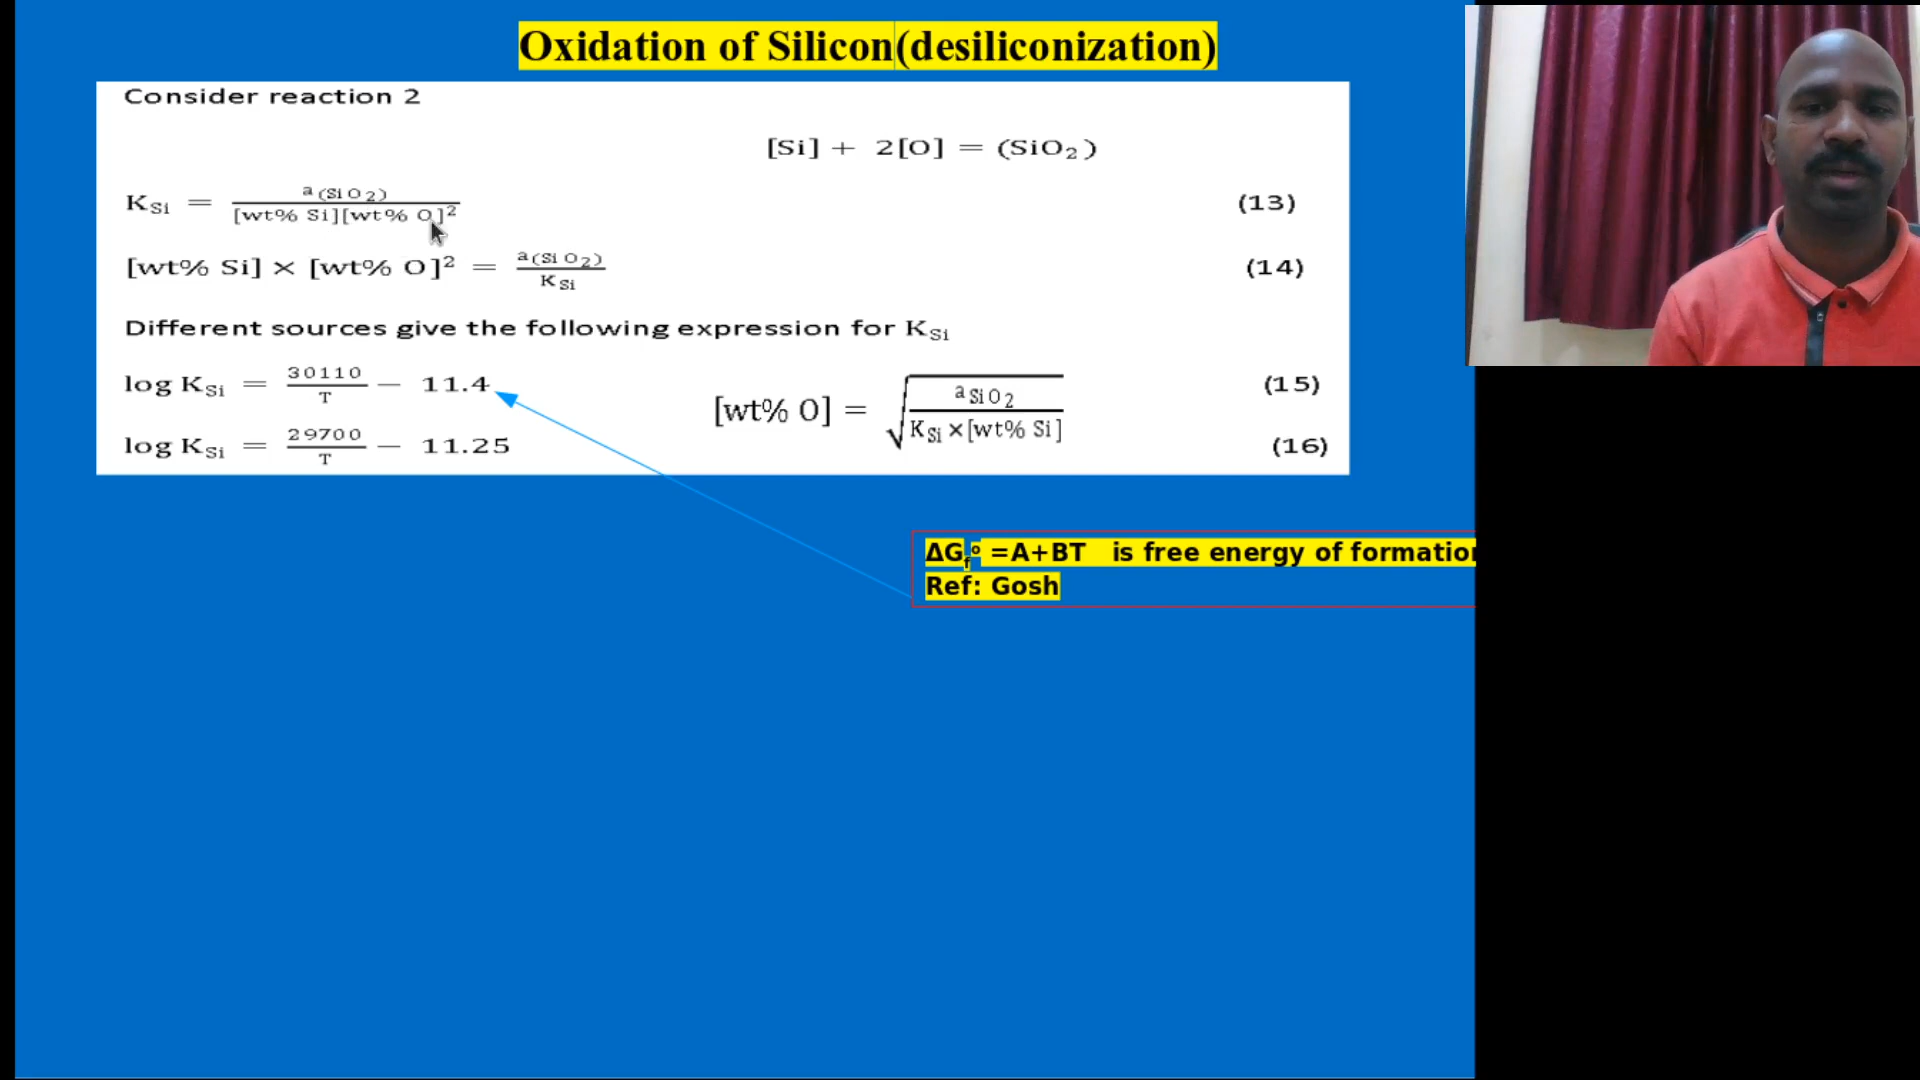 Oxidation of Silicon(desiliconization)
Consider reaction 2
[Si] + 2[O] = (SiO₂)
K_Si = a_(SiO₂) / [wt% Si][wt% O]² (13)
[wt% Si] × [wt% O]² = a_(SiO₂) / K_Si (14)
Different sources give the following expression for K_Si
log K_Si = 30110 / T − 11.4 (15)
[wt% O] = √(a_SiO₂ / K_Si × [wt% Si])
log K_Si = 29700 / T − 11.25 (16)
ΔG_f° =A+BT is free energy of formation
Ref: Gosh